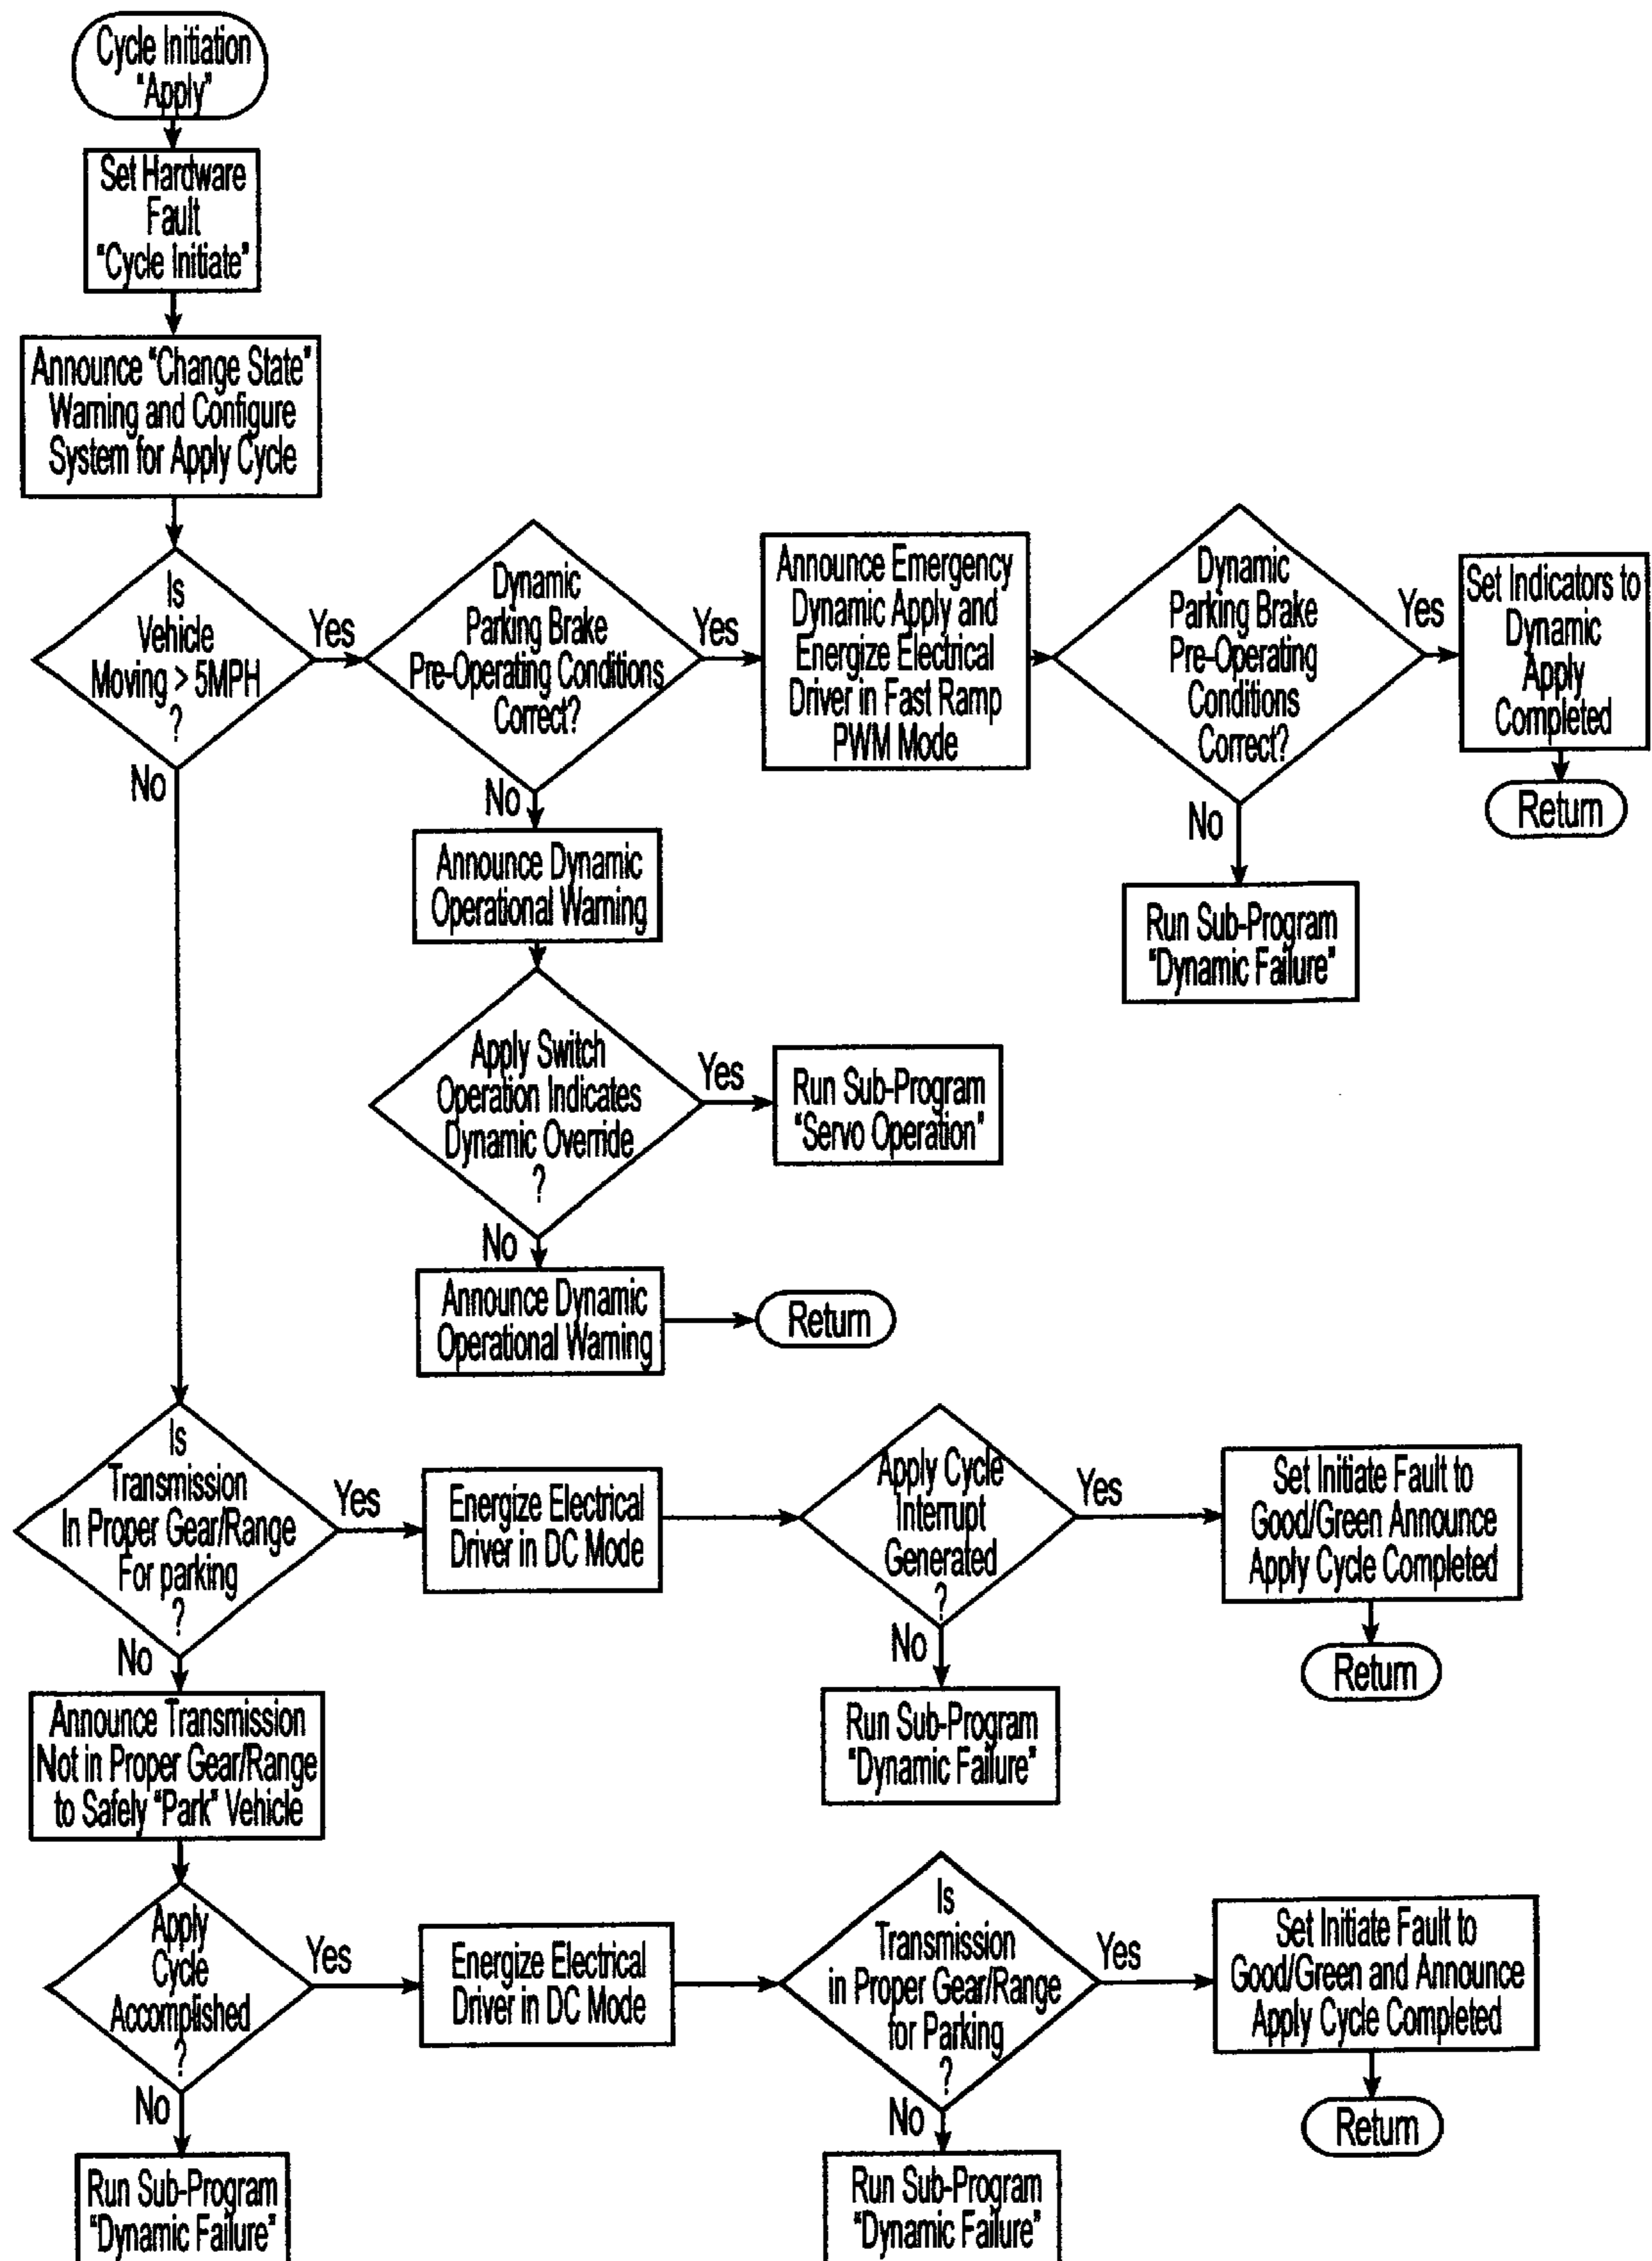 Cycle Initiation
"Apply"
Set Hardware
Fault
"Cycle Initiate"
Announce "Change State"
Warning and Configure
System for Apply Cycle
Is
Vehicle
Moving > 5MPH
?
Yes
No
Dynamic
Parking Brake
Pre-Operating Conditions
Correct?
Yes
No
Announce Emergency
Dynamic Apply and
Energize Electrical
Driver in Fast Ramp
PWM Mode
Dynamic
Parking Brake
Pre-Operating
Conditions
Correct?
Yes
No
Set Indicators to
Dynamic
Apply
Completed
Return
Run Sub-Program
"Dynamic Failure"
Announce Dynamic
Operational Warning
Apply Switch
Operation Indicates
Dynamic Override
?
Yes
No
Run Sub-Program
"Servo Operation"
Announce Dynamic
Operational Warning
Return
Is
Transmission
In Proper Gear/Range
For parking
?
Yes
No
Energize Electrical
Driver in DC Mode
Apply Cycle
Interrupt
Generated
?
Yes
No
Set Initiate Fault to
Good/Green Announce
Apply Cycle Completed
Return
Run Sub-Program
"Dynamic Failure"
Announce Transmission
Not in Proper Gear/Range
to Safely "Park" Vehicle
Apply
Cycle
Accomplished
?
Yes
No
Energize Electrical
Driver in DC Mode
Is
Transmission
in Proper Gear/Range
for Parking
?
Yes
No
Set Initiate Fault to
Good/Green and Announce
Apply Cycle Completed
Return
Run Sub-Program
"Dynamic Failure"
Run Sub-Program
"Dynamic Failure"